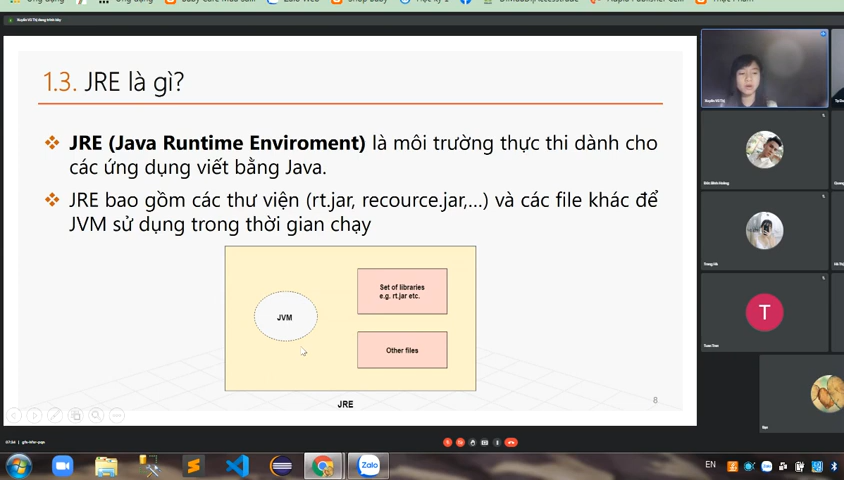 1.3. JRE là gì?
JRE (Java Runtime Enviroment) là môi trường thực thi dành cho
các ứng dụng viết bằng Java.
JRE bao gồm các thư viện (rt.jar, recource.jar,...) và các file khác để
JVM sử dụng trong thời gian chạy
Set of libraries
e.g. rt.jar etc.
JVM
Other files
JRE
8
T
Zalo
EN